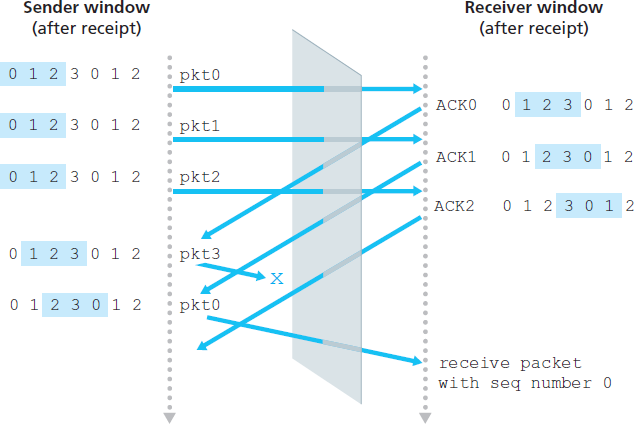 Sender window
(after receipt)
Receiver window
(after receipt)
0 1 2 3 0 1 2
pkt0
ACK0
0 1 2 3 0 1 2
0 1 2 3 0 1 2
pkt1
ACK1
0 1 2 3 0 1 2
0 1 2 3 0 1 2
pkt2
ACK2
0 1 2 3 0 1 2
0 1 2 3 0 1 2
pkt3
X
0 1 2 3 0 1 2
pkt0
receive packet
with seq number 0